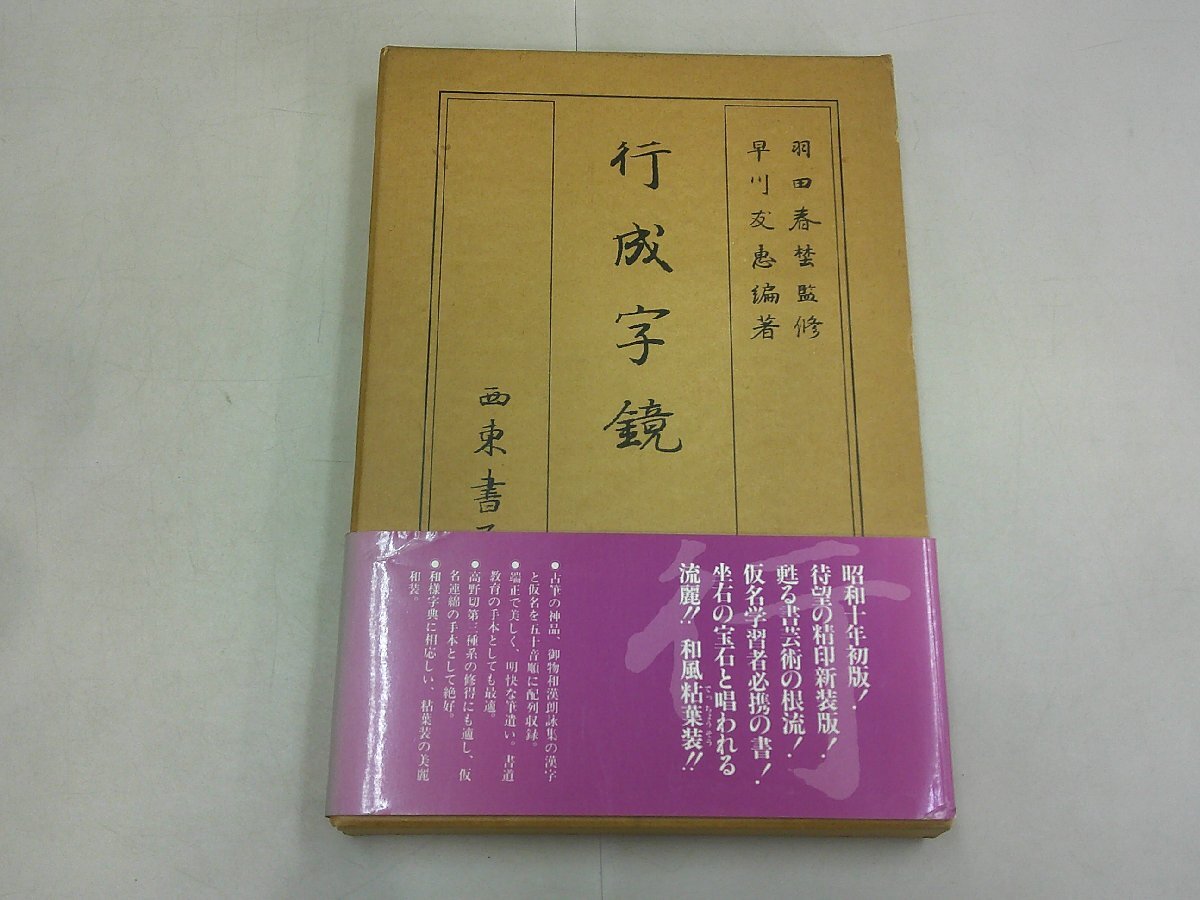 羽田春埜監修
早川友恵編著
行成字鏡
西東書
昭和十年初版!
待望の精印新装版!
甦る書芸術の根流!
仮名学習者必携の書!
坐右の宝石と唱われる
流麗!!和風粘葉装!!
でっちょうそう
行
●古筆の神品、御物和漢朗詠集の漢字
と仮名を五十音順に配列収録。
●端正で美しく、明快な筆遣い。書道
教育の手本としても最適。
●高野切第三種系の修得にも適し、仮
名連綿の手本として絶好。
●和様字典に相応しい、粘葉装の美麗
和装。